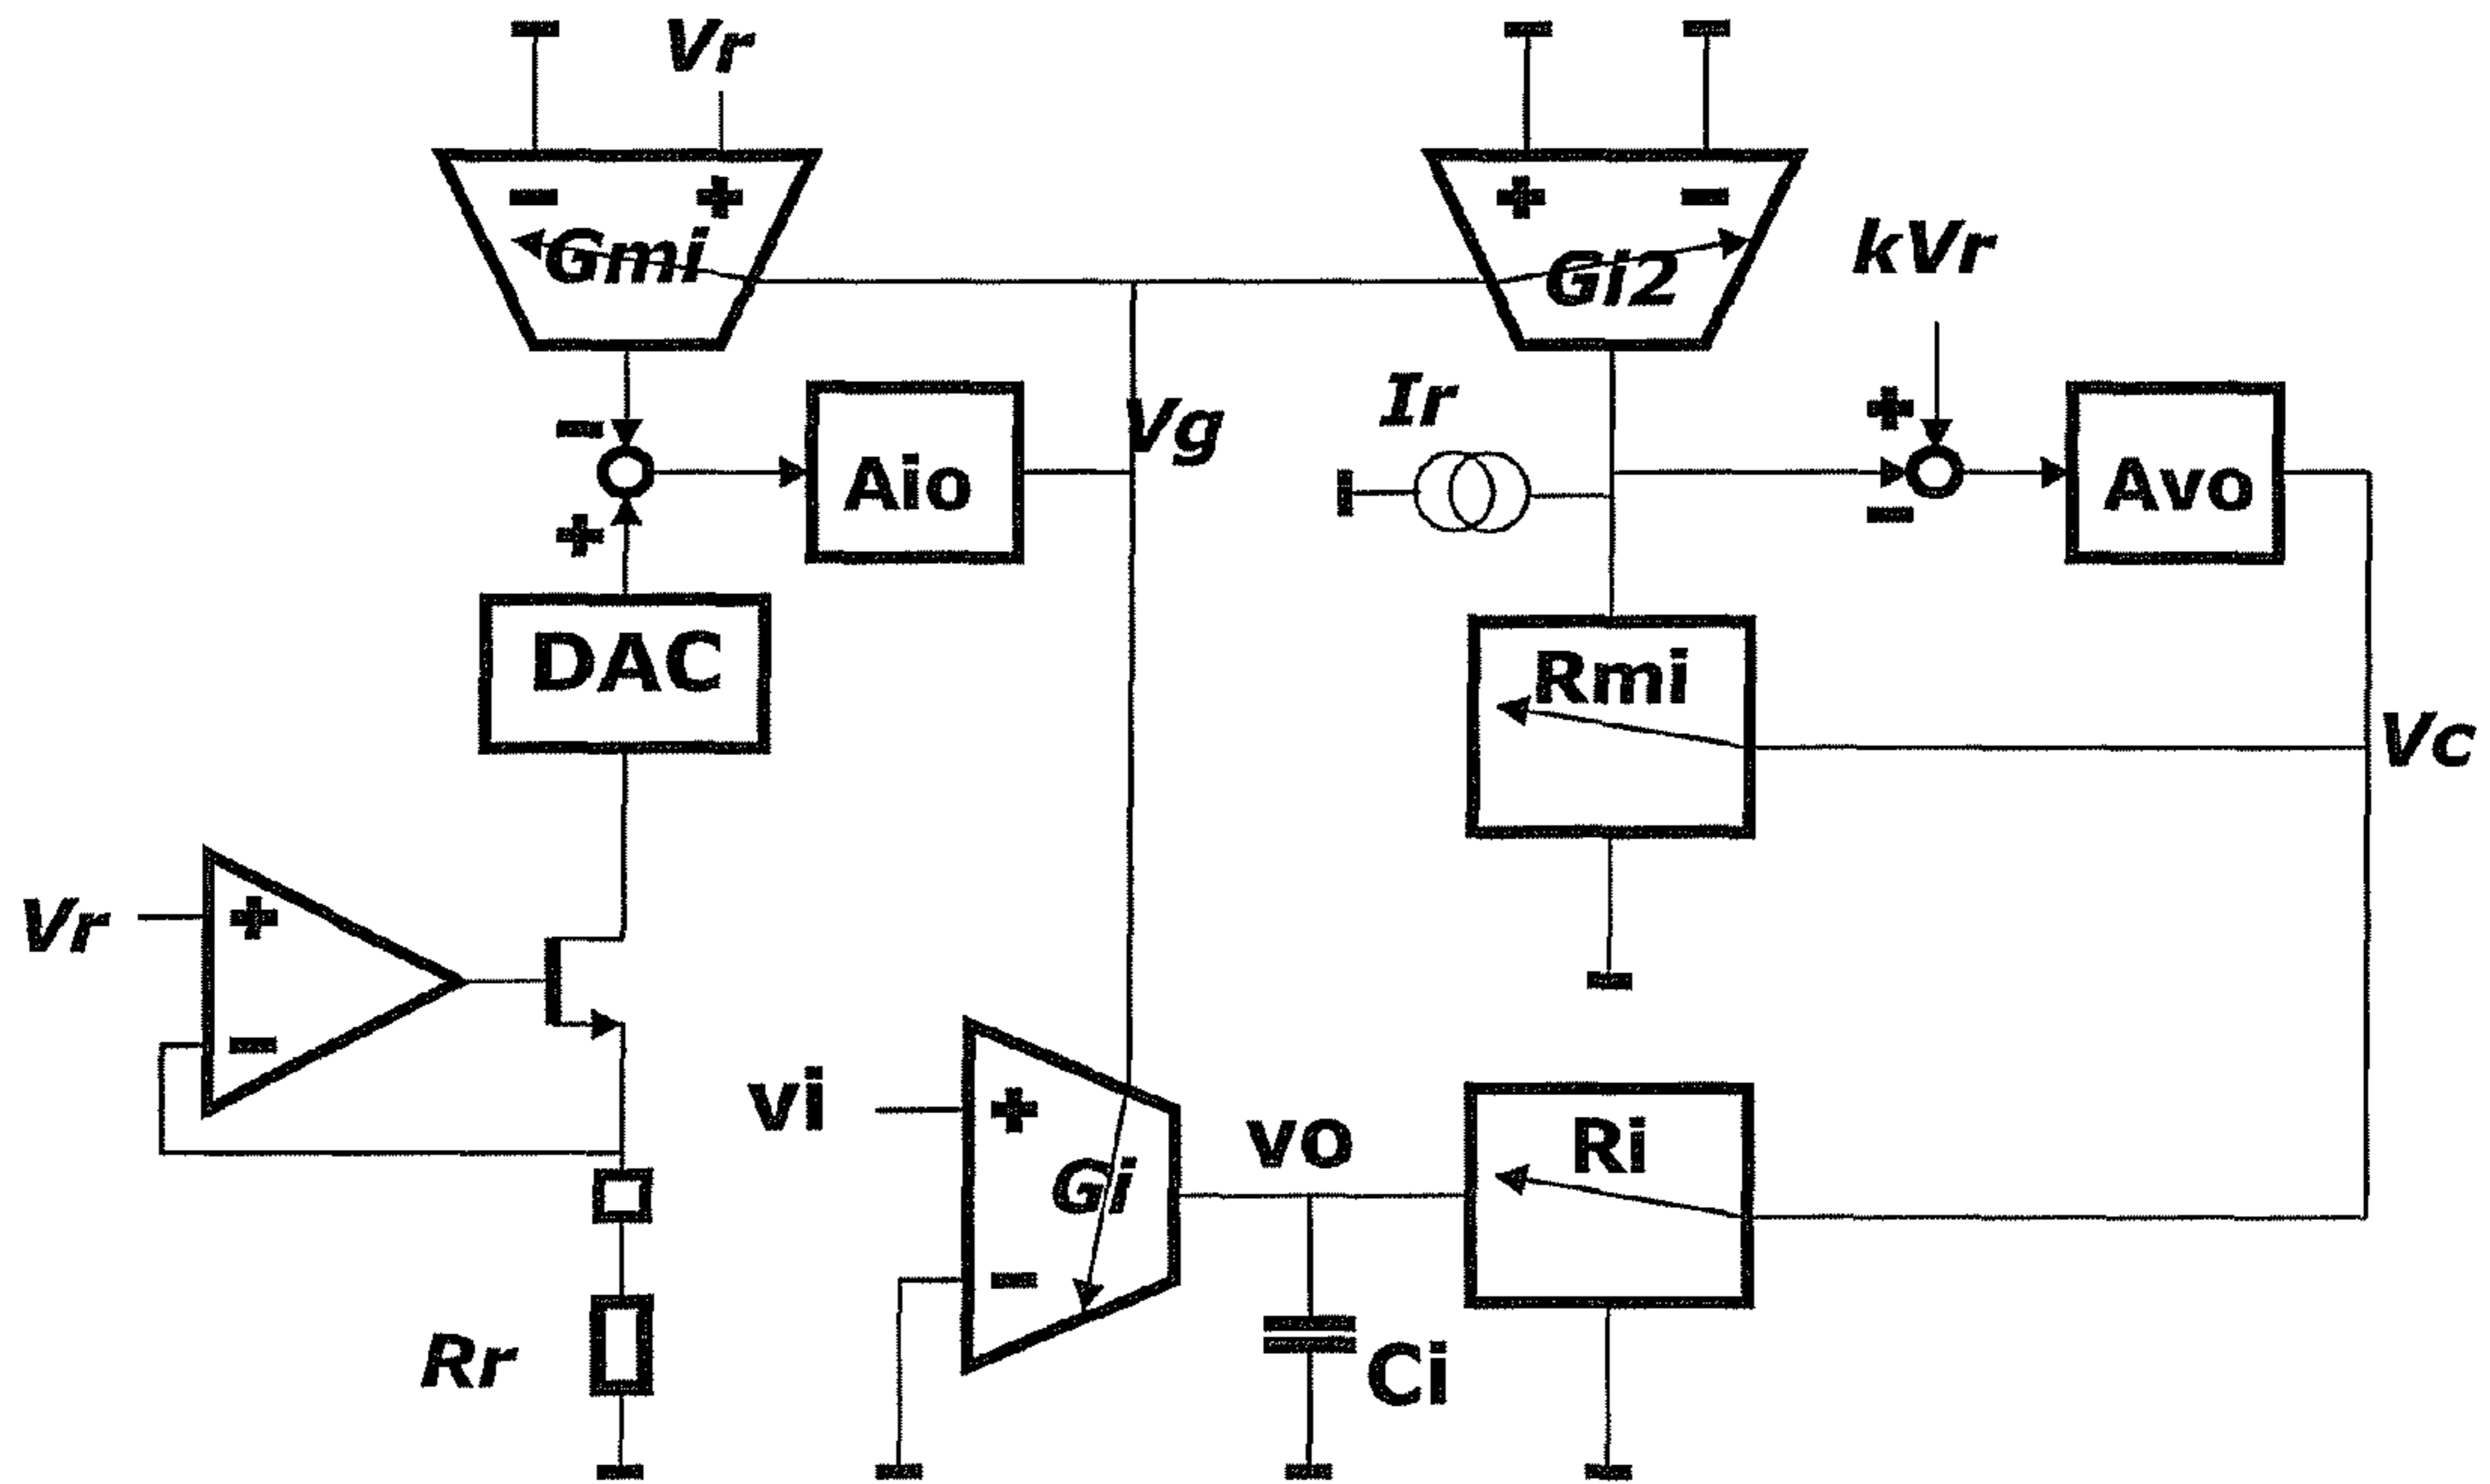 Vr
- +
+ -
Gmi
Gi2
kVr
Ir
-
+
Aio
Vg
Avo
+
-
DAC
Rmi
Vc
Vr
+
-
vi
+
Gi
-
vo
Ri
Rr
Ci